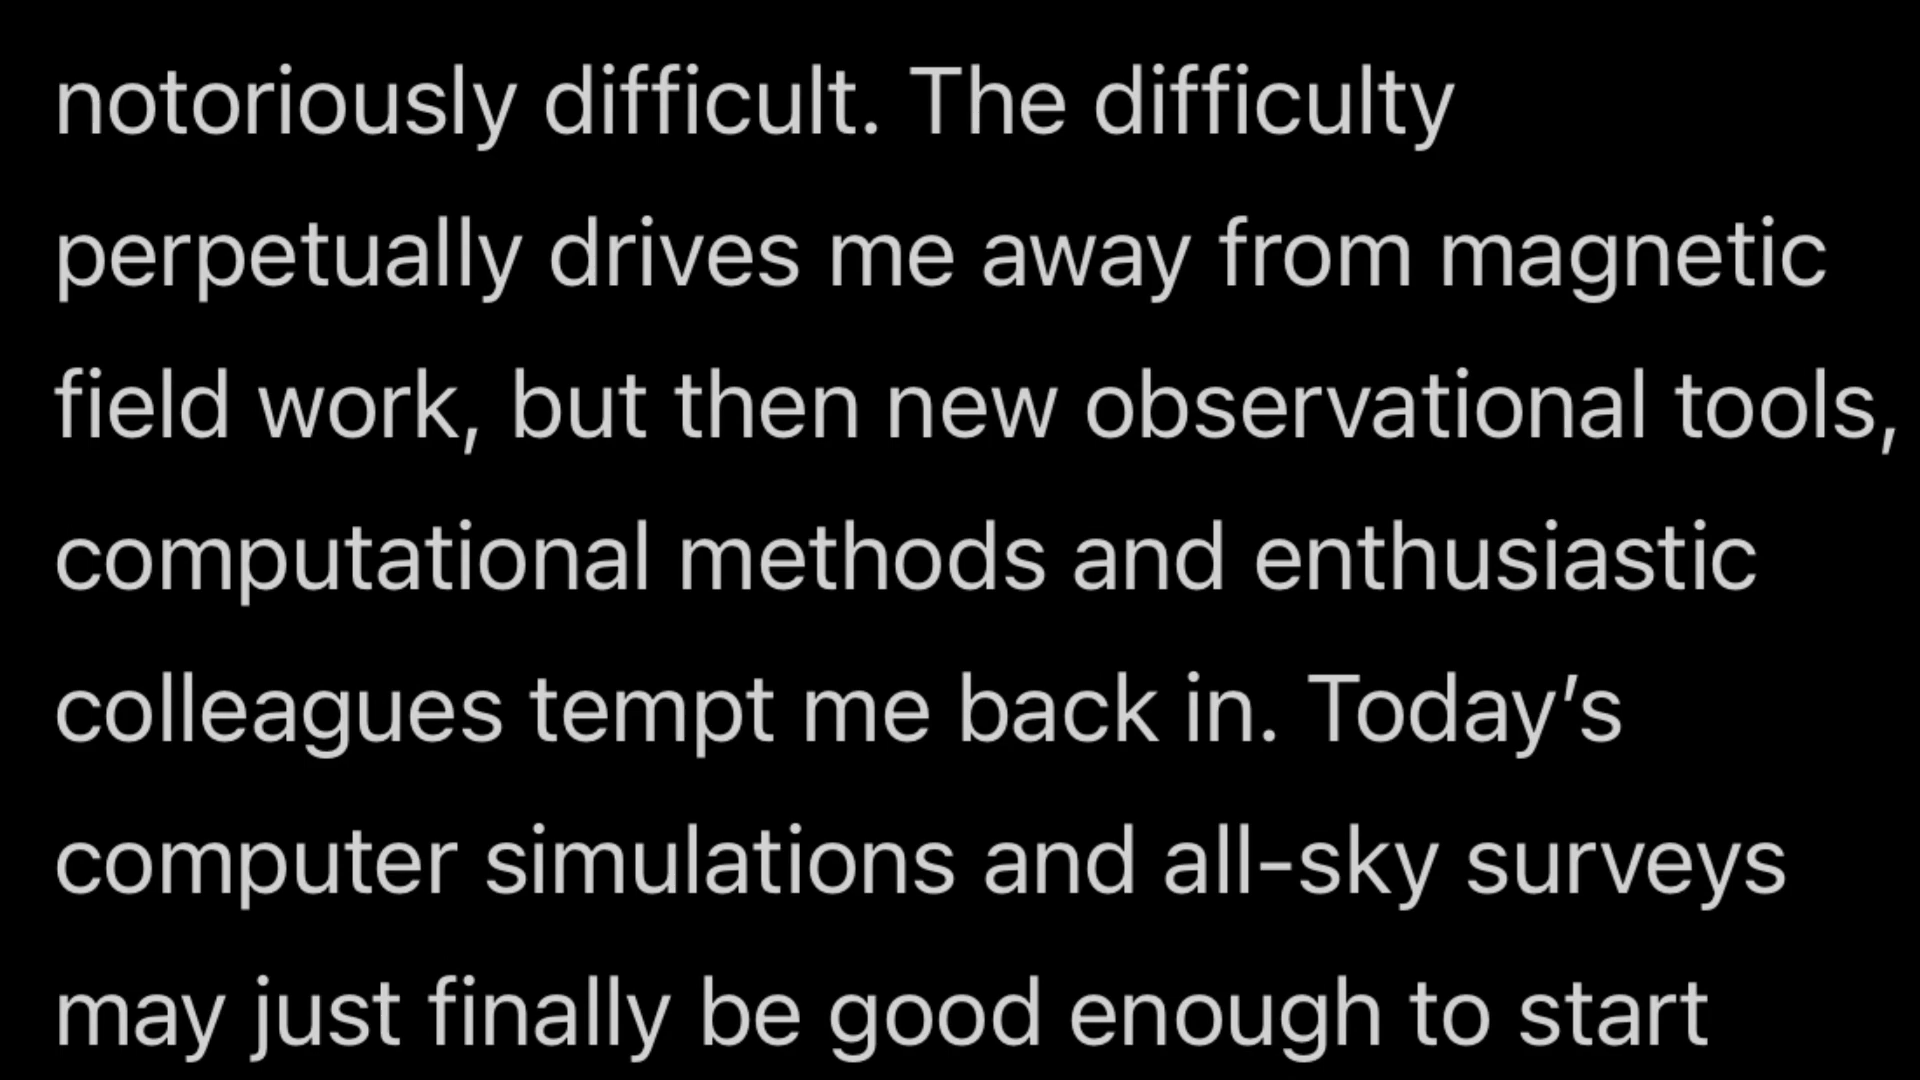 notoriously difficult. The difficulty
perpetually drives me away from magnetic
field work, but then new observational tools,
computational methods and enthusiastic
colleagues tempt me back in. Today’s
computer simulations and all-sky surveys
may just finally be good enough to start